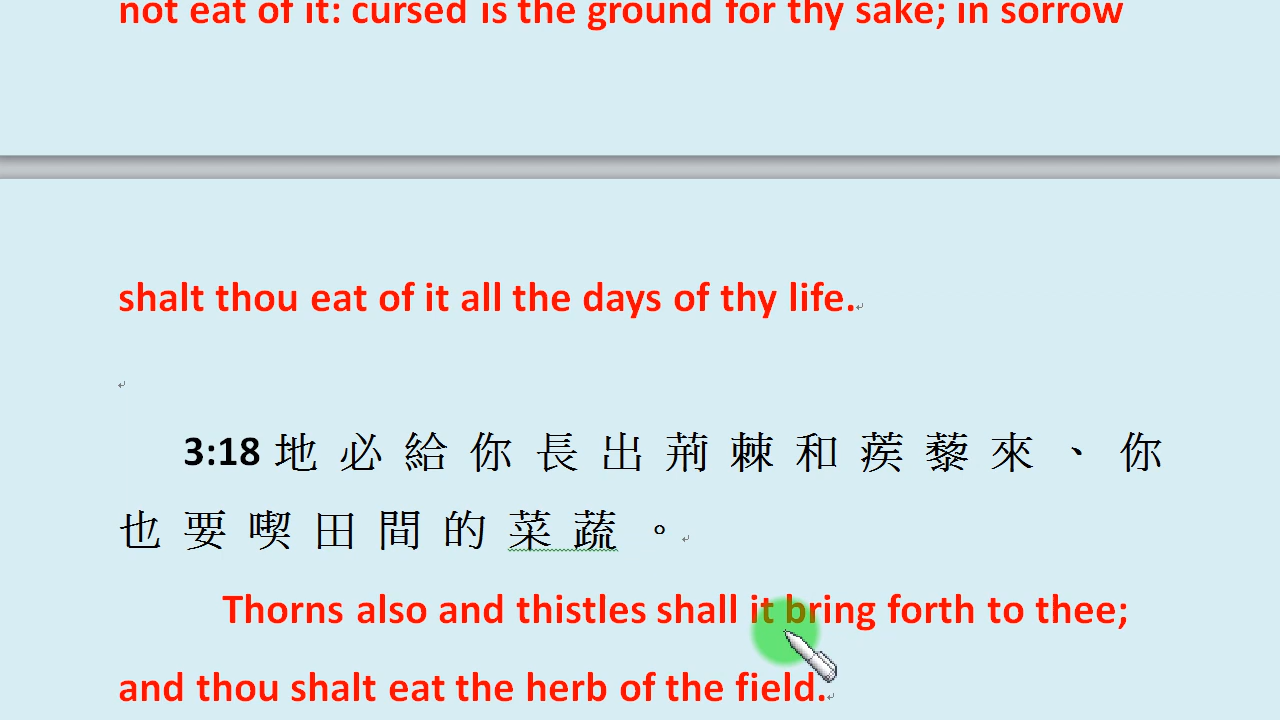 not eat of it: cursed is the ground for thy sake; in sorrow
shalt thou eat of it all the days of thy life.
3:18 地必給你長出荊棘和蒺藜來、你
也要喫田間的菜蔬。
Thorns also and thistles shall it bring forth to thee;
and thou shalt eat the herb of the field.